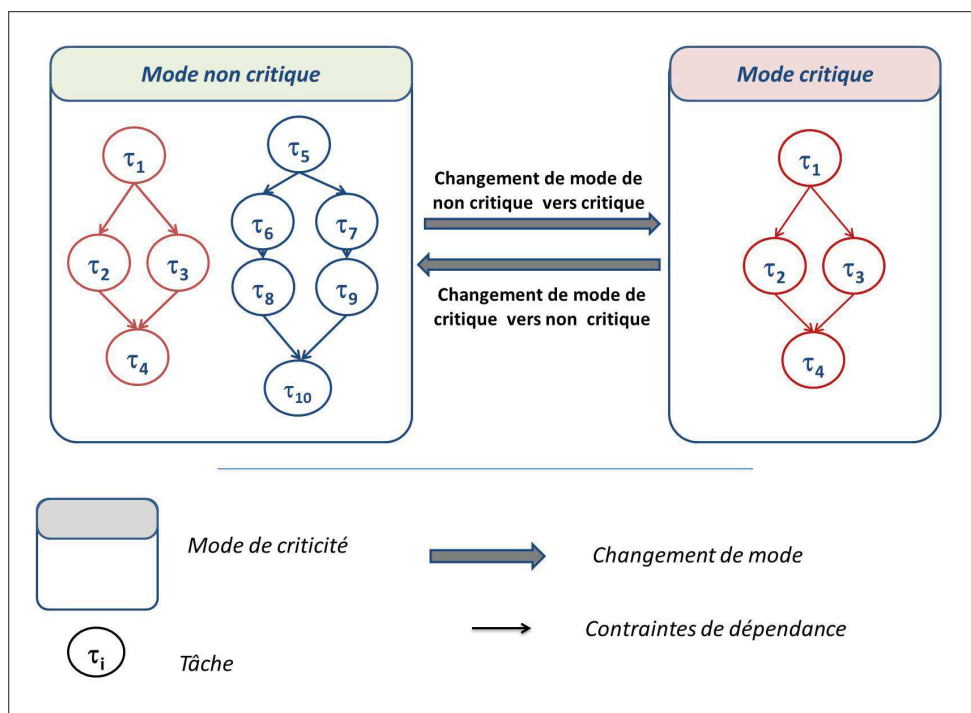 Mode non critique
Mode critique
τ1
τ5
τ1
Changement de mode de
non critique vers critique
τ6
τ7
τ2
τ3
τ2
τ3
τ8
τ9
Changement de mode de
critique vers non critique
τ4
τ4
τ10
Mode de criticité
Changement de mode
τi
Tâche
Contraintes de dépendance